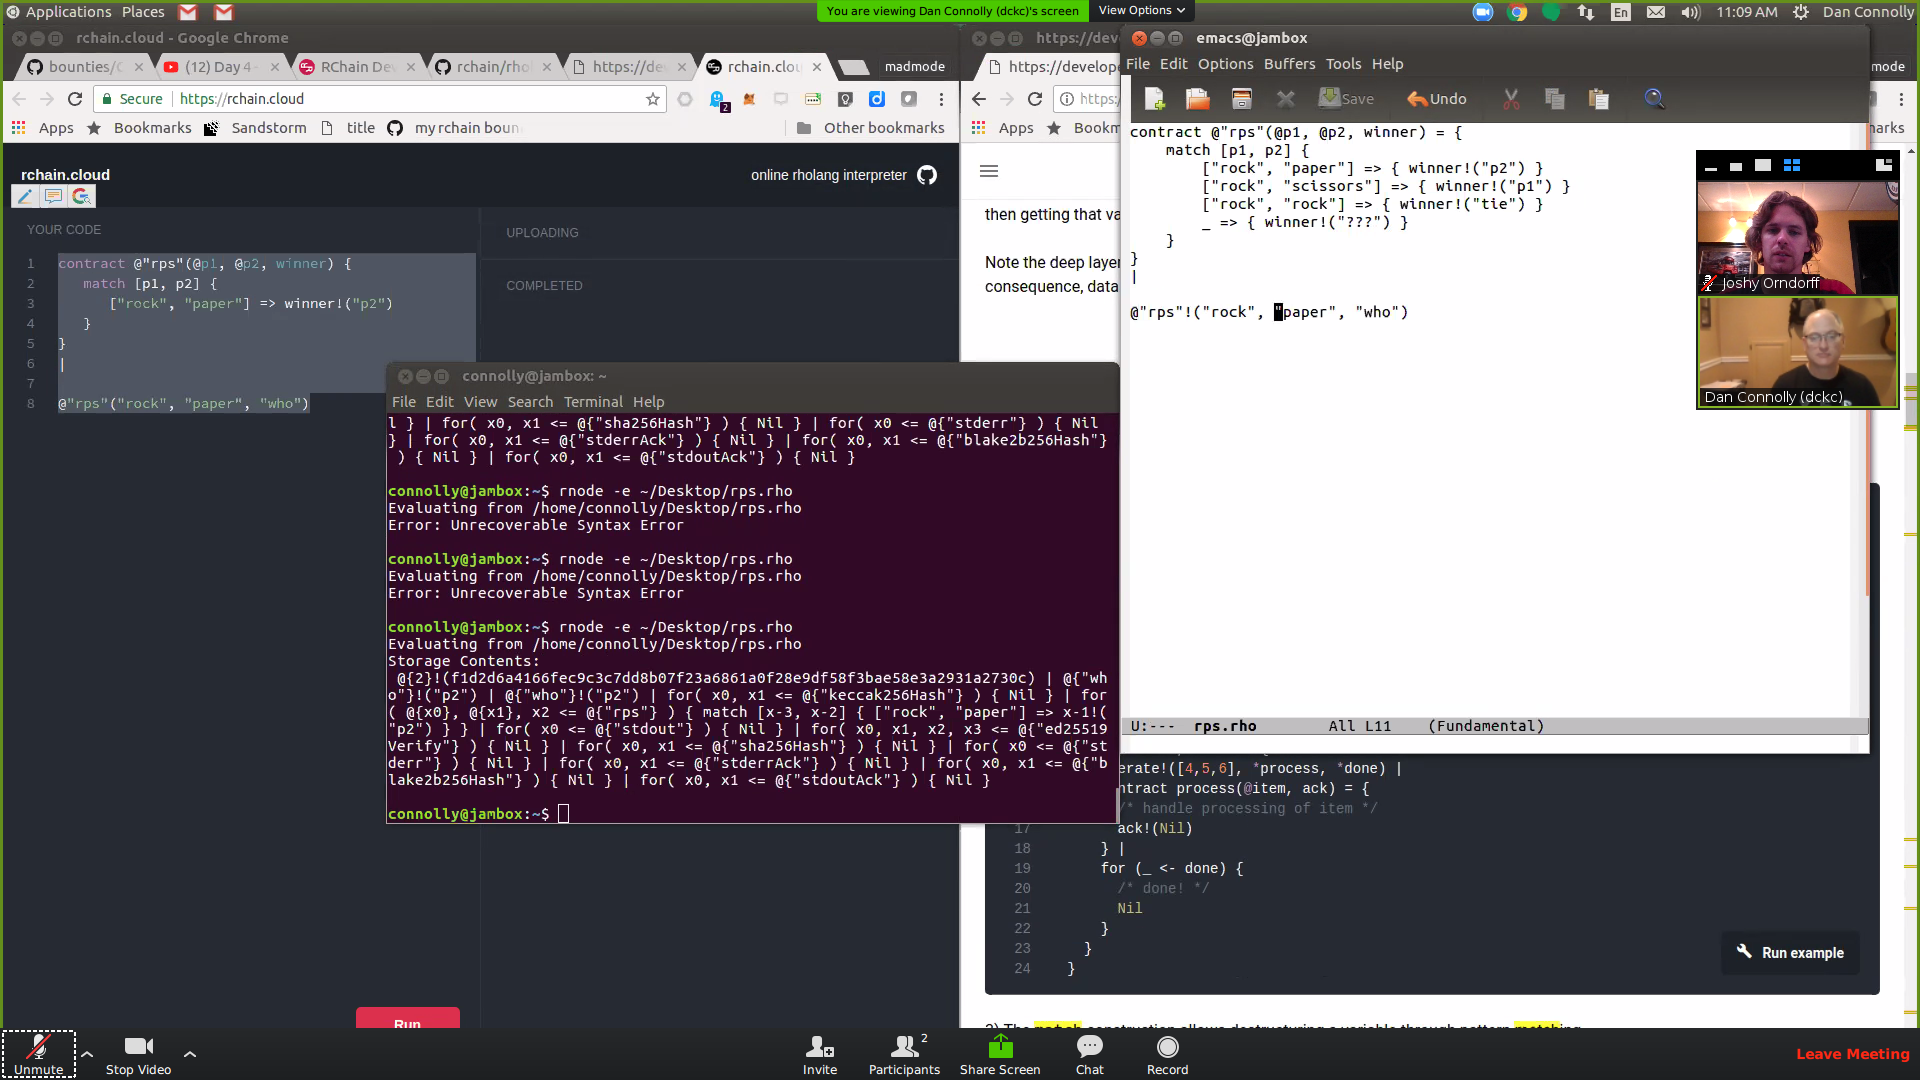 Applications Places
You are viewing Dan Connolly (dckc)'s screen
View Options
En
11:09 AM
Dan Connolly
rchain.cloud - Google Chrome
bounties/C
(12) Day 4 -
RChain Dev
rchain/rho
https://dev
rchain.clou
madmode
Secure
https://rchain.cloud
2
Apps
Bookmarks
Sandstorm
title
my rchain boun
Other bookmarks
rchain.cloud
online rholang interpreter
YOUR CODE
UPLOADING
COMPLETED
1 contract @"rps"(@p1, @p2, winner) {
2 match [p1, p2] {
3 ["rock", "paper"] => winner!("p2")
4 }
5 }
6 |
7
8 @"rps"("rock", "paper", "who")
Run
connolly@jambox: ~
File Edit View Search Terminal Help
l } | for( x0, x1 <= @{"sha256Hash"} ) { Nil } | for( x0 <= @{"stderr"} ) { Nil
} | for( x0, x1 <= @{"stderrAck"} ) { Nil } | for( x0, x1 <= @{"blake2b256Hash"}
) { Nil } | for( x0, x1 <= @{"stdoutAck"} ) { Nil }
connolly@jambox:~$ rnode -e ~/Desktop/rps.rho
Evaluating from /home/connolly/Desktop/rps.rho
Error: Unrecoverable Syntax Error
connolly@jambox:~$ rnode -e ~/Desktop/rps.rho
Evaluating from /home/connolly/Desktop/rps.rho
Error: Unrecoverable Syntax Error
connolly@jambox:~$ rnode -e ~/Desktop/rps.rho
Evaluating from /home/connolly/Desktop/rps.rho
Storage Contents:
@{2}!(f1d2d6a4166fec9c3c7dd8b07f23a6861a0f28e9df58f3bae58e3a2931a2730c) | @{"wh
o"}!("p2") | @{"who"}!("p2") | for( x0, x1 <= @{"keccak256Hash"} ) { Nil } | for
( @{x0}, @{x1}, x2 <= @{"rps"} ) { match [x-3, x-2] { ["rock", "paper"] => x-1!(
"p2") } } | for( x0 <= @{"stdout"} ) { Nil } | for( x0, x1, x2, x3 <= @{"ed25519
Verify"} ) { Nil } | for( x0, x1 <= @{"sha256Hash"} ) { Nil } | for( x0 <= @{"st
derr"} ) { Nil } | for( x0, x1 <= @{"stderrAck"} ) { Nil } | for( x0, x1 <= @{"b
lake2b256Hash"} ) { Nil } | for( x0, x1 <= @{"stdoutAck"} ) { Nil }
connolly@jambox:~$
https://dev
https://develope
https:
Apps
Bookm
mode
marks
then getting that va
Note the deep layer
consequence, data
emacs@jambox
File Edit Options Buffers Tools Help
Save
Undo
contract @"rps"(@p1, @p2, winner) = {
match [p1, p2] {
["rock", "paper"] => { winner!("p2") }
["rock", "scissors"] => { winner!("p1") }
["rock", "rock"] => { winner!("tie") }
_ => { winner!("???") }
}
}
|
@"rps"!("rock", "paper", "who")
U:--- rps.rho All L11 (Fundamental)
Joshy Orndorff
Dan Connolly (dckc)
erate!([4,5,6], *process, *done) |
ntract process(@item, ack) = {
/* handle processing of item */
17 ack!(Nil)
18 } |
19 for (_ <- done) {
20 /* done! */
21 Nil
22 }
23 }
24 }
Run example
Unmute
Stop Video
Invite
2
Participants
Share Screen
Chat
Record
Leave Meeting